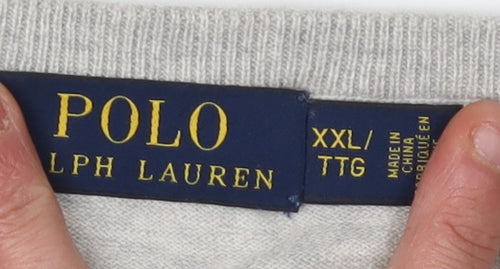 POLO
LPH LAUREN
XXL/
TTG
MADE IN
CHINA